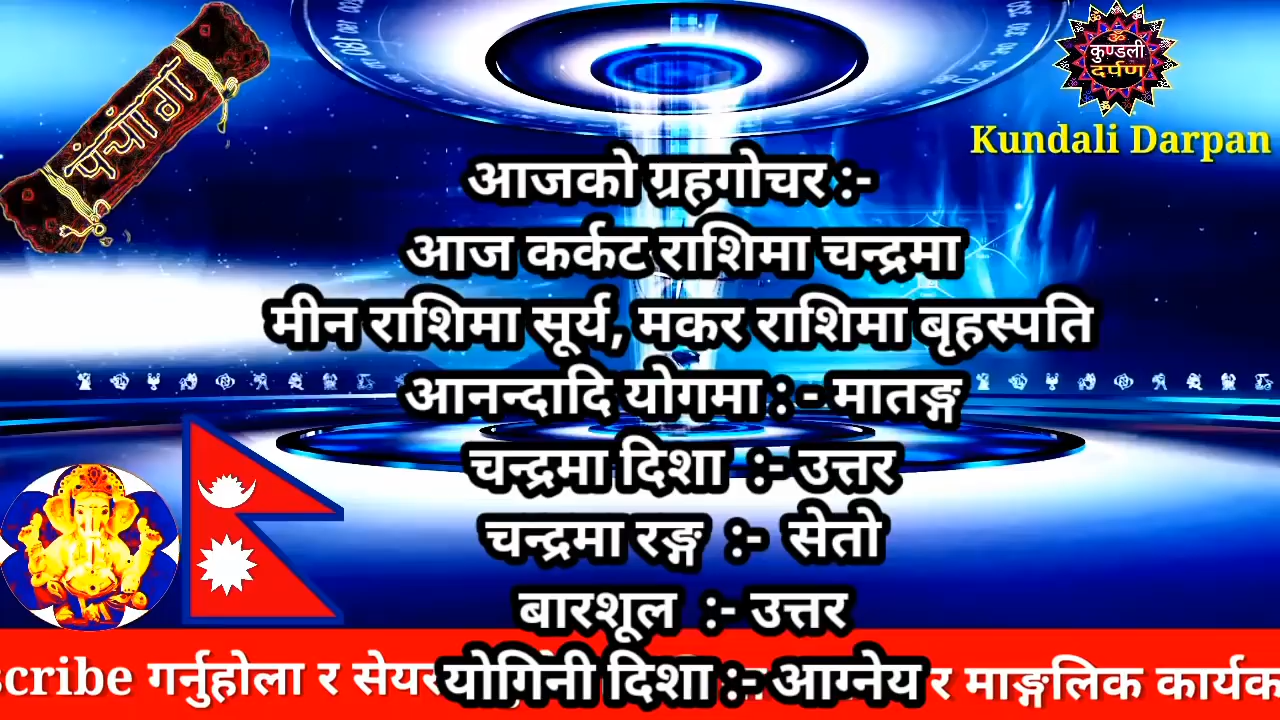 पंचांग
ॐ
कुण्डली
दर्पण
Kundali Darpan
आजको ग्रहगोचर :-
आज कर्कट राशिमा चन्द्रमा
मीन राशिमा सूर्य, मकर राशिमा बृहस्पति
आनन्दादि योगमा : - मातङ्ग
चन्द्रमा दिशा :- उत्तर
चन्द्रमा रङ्ग :- सेतो
बारशूल :- उत्तर
योगिनी दिशा :- आग्नेय
scribe गर्नुहोला र सेयर र माङ्गलिक कार्यक